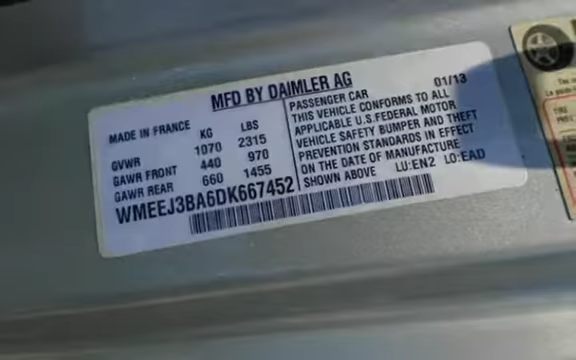 MFD BY DAIMLER AG
MADE IN FRANCE
KG LBS
GVWR 1070 2315
GAWR FRONT 440 970
GAWR REAR 660 1455
WMEEJ3BA6DK667452
PASSENGER CAR 01/13
THIS VEHICLE CONFORMS TO ALL
APPLICABLE U.S.FEDERAL MOTOR
VEHICLE SAFETY BUMPER AND THEFT
PREVENTION STANDARDS IN EFFECT
ON THE DATE OF MANUFACTURE
SHOWN ABOVE LU:EN2 LO:EAD